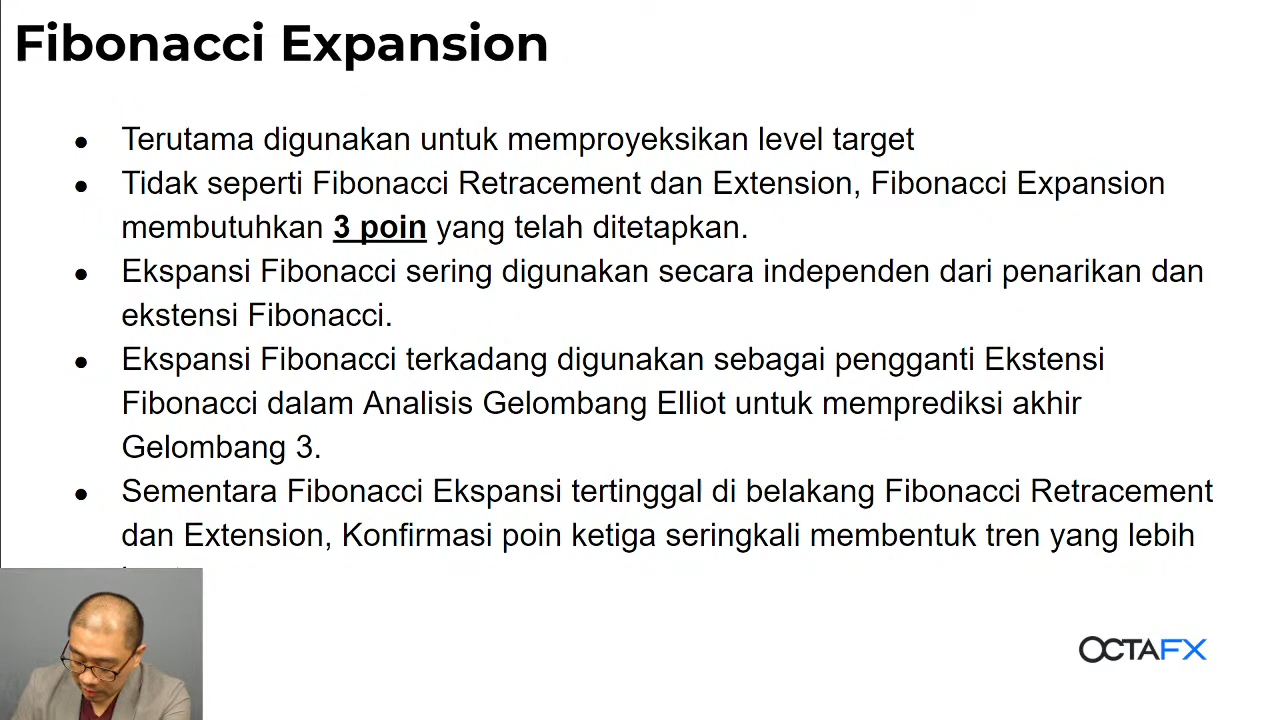 Fibonacci Expansion
● Terutama digunakan untuk memproyeksikan level target
● Tidak seperti Fibonacci Retracement dan Extension, Fibonacci Expansion
membutuhkan 3 poin yang telah ditetapkan.
● Ekspansi Fibonacci sering digunakan secara independen dari penarikan dan
ekstensi Fibonacci.
● Ekspansi Fibonacci terkadang digunakan sebagai pengganti Ekstensi
Fibonacci dalam Analisis Gelombang Elliot untuk memprediksi akhir
Gelombang 3.
● Sementara Fibonacci Ekspansi tertinggal di belakang Fibonacci Retracement
dan Extension, Konfirmasi poin ketiga seringkali membentuk tren yang lebih
OCTAFX